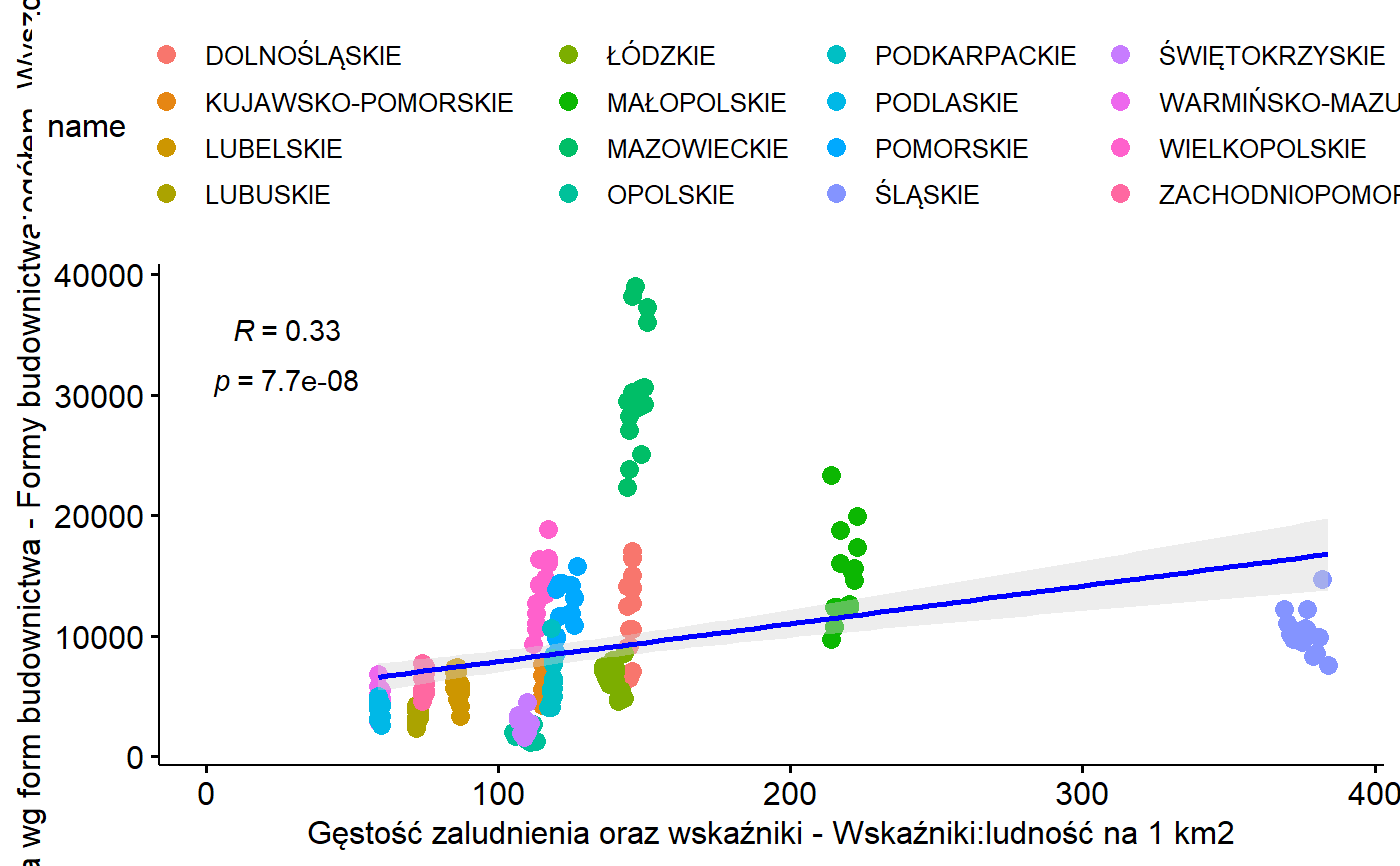 name
DOLNOŚLĄSKIE
KUJAWSKO-POMORSKIE
LUBELSKIE
LUBUSKIE
ŁÓDZKIE
MAŁOPOLSKIE
MAZOWIECKIE
OPOLSKIE
PODKARPACKIE
PODLASKIE
POMORSKIE
ŚLĄSKIE
ŚWIĘTOKRZYSKIE
WARMIŃSKO-MAZU
WIELKOPOLSKIE
ZACHODNIOPOMOR
a wg form budownictwa - Formy budownictwa:ogółem
40000
30000
20000
10000
0
R = 0.33
p = 7.7e-08
0
100
200
300
400
Gęstość zaludnienia oraz wskaźniki - Wskaźniki:ludność na 1 km2